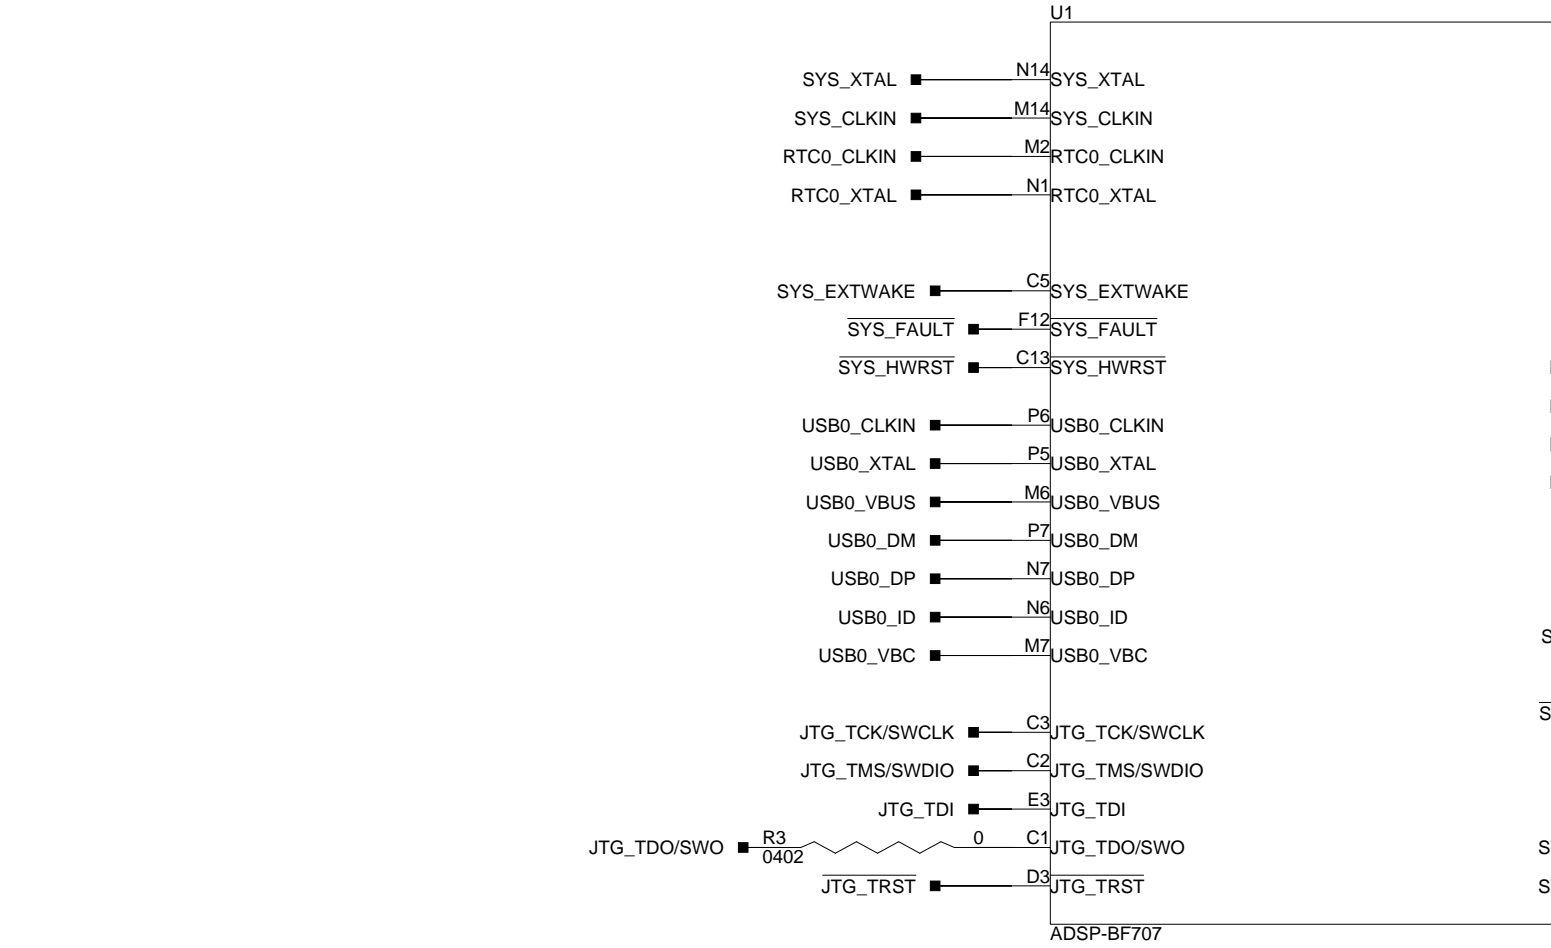 U1
SYS_XTAL N14 SYS_XTAL
SYS_CLKIN M14 SYS_CLKIN
RTC0_CLKIN M2 RTC0_CLKIN
RTC0_XTAL N1 RTC0_XTAL
SYS_EXTWAKE C5 SYS_EXTWAKE
SYS_FAULT F12 SYS_FAULT
SYS_HWRST C13 SYS_HWRST
USB0_CLKIN P6 USB0_CLKIN
USB0_XTAL P5 USB0_XTAL
USB0_VBUS M6 USB0_VBUS
USB0_DM P7 USB0_DM
USB0_DP N7 USB0_DP
USB0_ID N6 USB0_ID
S
USB0_VBC M7 USB0_VBC
S
JTG_TCK/SWCLK C3 JTG_TCK/SWCLK
JTG_TMS/SWDIO C2 JTG_TMS/SWDIO
JTG_TDI E3 JTG_TDI
JTG_TDO/SWO R3 0 C1 JTG_TDO/SWO S
0402
JTG_TRST D3 JTG_TRST S
ADSP-BF707